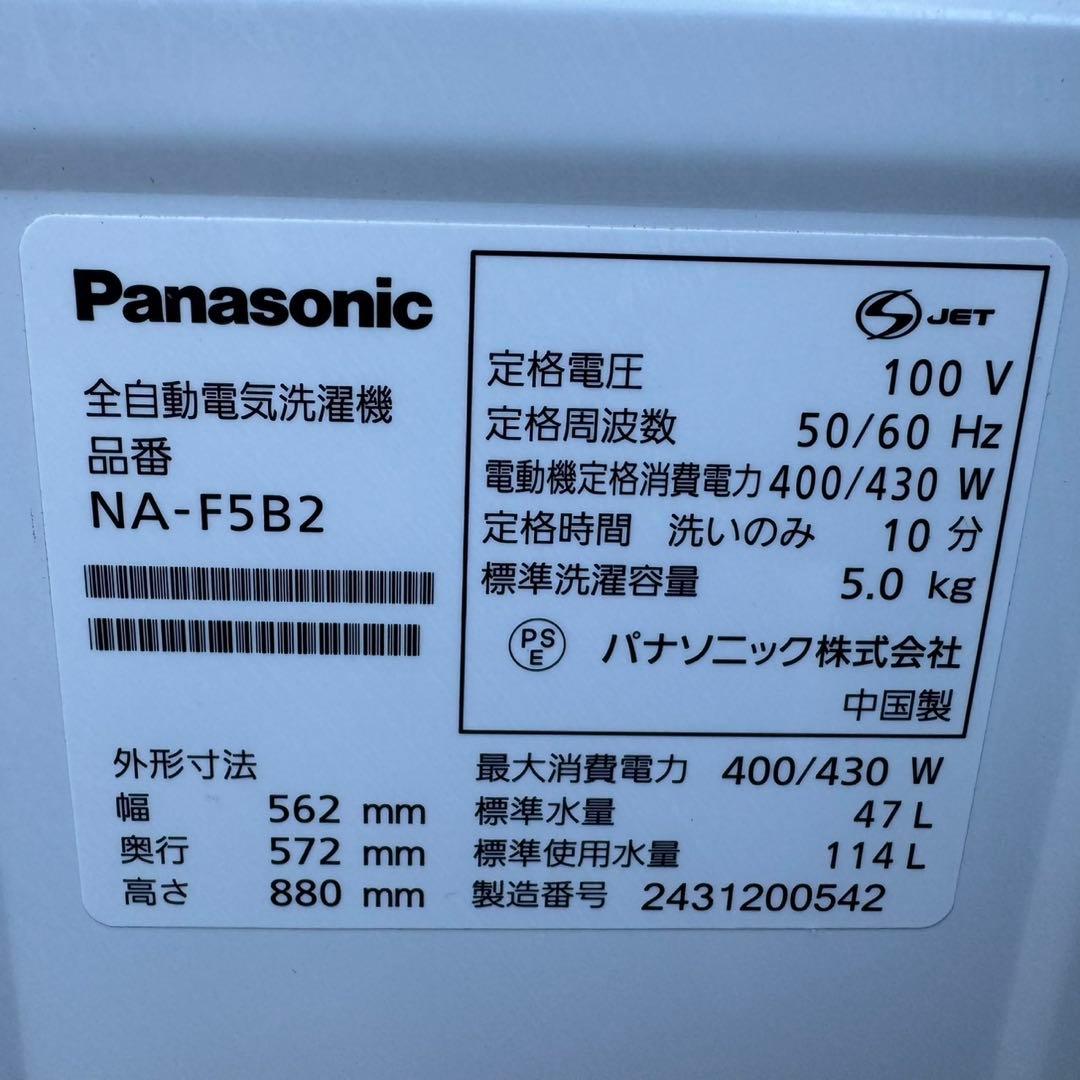 Panasonic
全自動電気洗濯機
品番
NA-F5B2
S JET
定格電圧 100 V
定格周波数 50/60 Hz
電動機定格消費電力 400/430 W
定格時間 洗いのみ 10 分
標準洗濯容量 5.0 kg
PS
E
パナソニック株式会社
中国製
外形寸法
幅 562 mm
奥行 572 mm
高さ 880 mm
最大消費電力 400/430 W
標準水量 47 L
標準使用水量 114 L
製造番号 2431200542